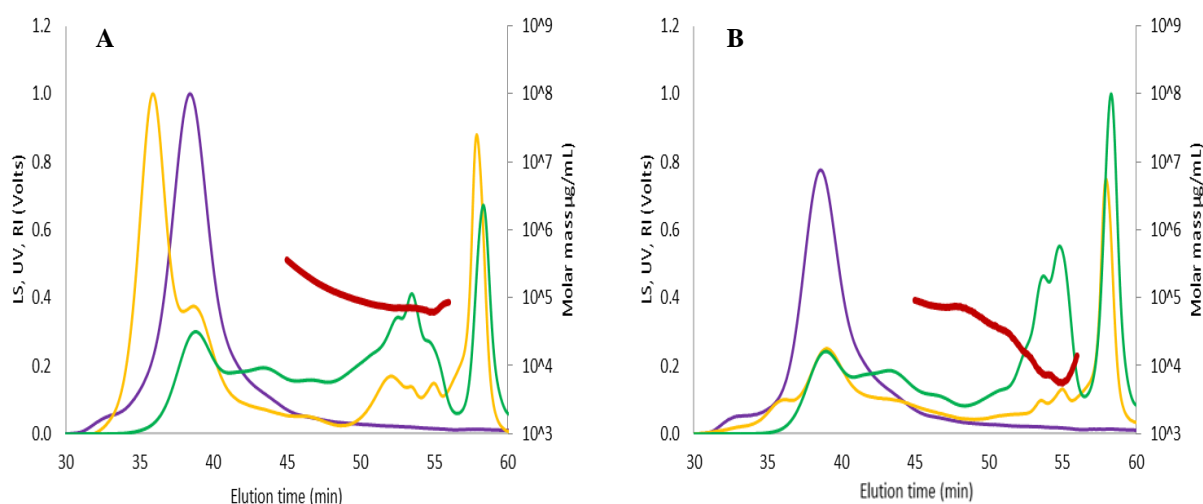 A
1.2
1.0
0.8
0.6
0.4
0.2
0.0
LS, UV, RI (Volts)
10^9
10^8
10^7
10^6
10^5
10^4
10^3
Molar mass µg/mL)
30 35 40 45 50 55 60
Elution time (min)
B
1.2
1.0
0.8
0.6
0.4
0.2
0.0
LS, UV, RI (Volts)
10^9
10^8
10^7
10^6
10^5
10^4
10^3
Molar mass µg/mL)
30 35 40 45 50 55 60
Elution time (min)